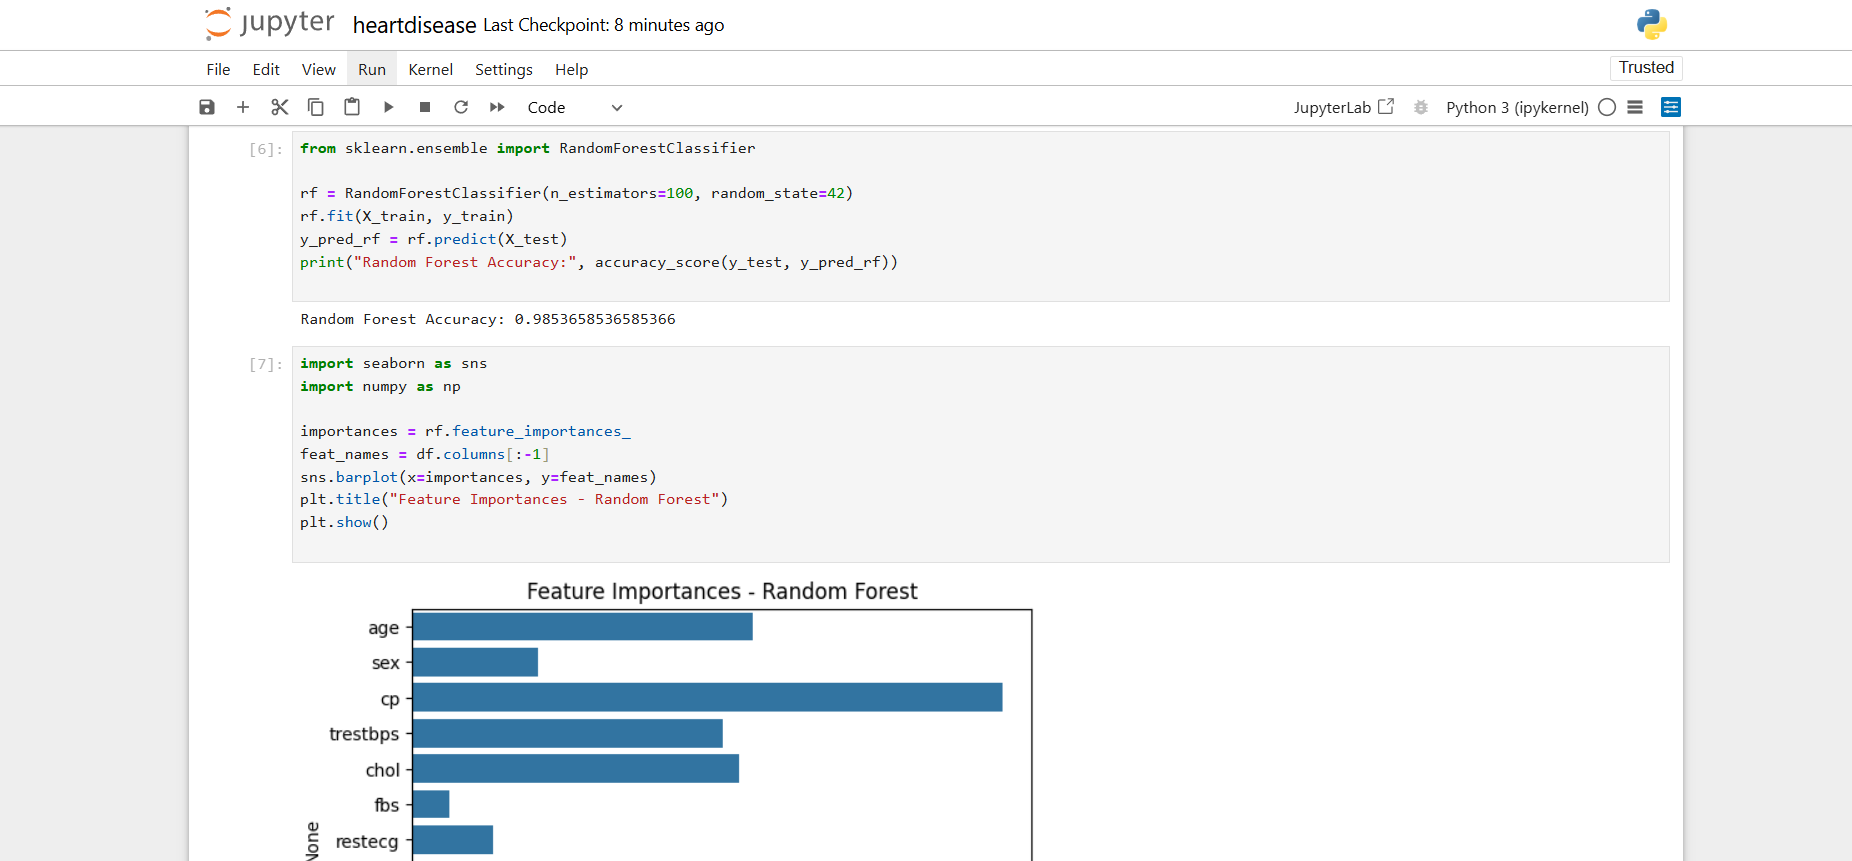 jupyter heartdisease Last Checkpoint: 8 minutes ago
File Edit View Run Kernel Settings Help Trusted
Code JupyterLab Python 3 (ipykernel)
[6]: from sklearn.ensemble import RandomForestClassifier
rf = RandomForestClassifier(n_estimators=100, random_state=42)
rf.fit(X_train, y_train)
y_pred_rf = rf.predict(X_test)
print("Random Forest Accuracy:", accuracy_score(y_test, y_pred_rf))
Random Forest Accuracy: 0.9853658536585366
[7]: import seaborn as sns
import numpy as np
importances = rf.feature_importances_
feat_names = df.columns[:-1]
sns.barplot(x=importances, y=feat_names)
plt.title("Feature Importances - Random Forest")
plt.show()
Feature Importances - Random Forest
age
sex
cp
trestbps
chol
fbs
restecg
None